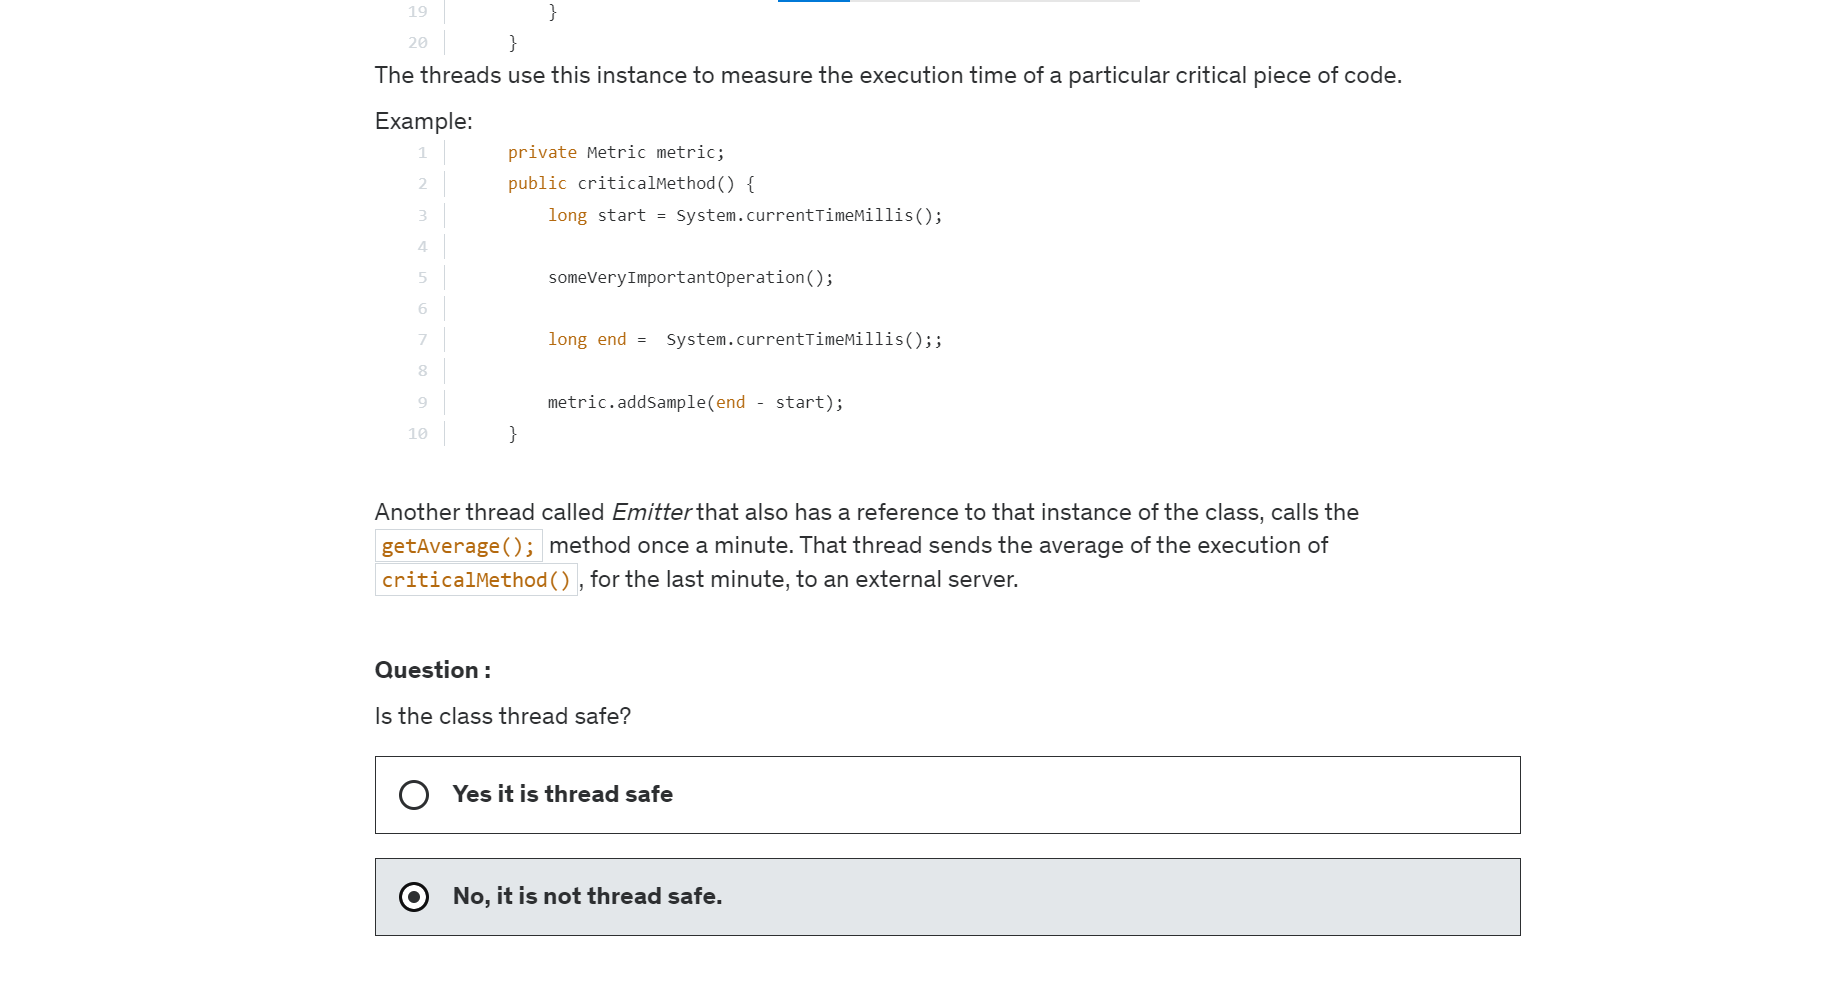 19 }
20 }
The threads use this instance to measure the execution time of a particular critical piece of code.
Example:
1 private Metric metric;
2 public criticalMethod() {
3 long start = System.currentTimeMillis();
4
5 someVeryImportantOperation();
6
7 long end =  System.currentTimeMillis();;
8
9 metric.addSample(end - start);
10 }
Another thread called Emitter that also has a reference to that instance of the class, calls the
getAverage(); method once a minute. That thread sends the average of the execution of
criticalMethod() , for the last minute, to an external server.
Question :
Is the class thread safe?
Yes it is thread safe
No, it is not thread safe.